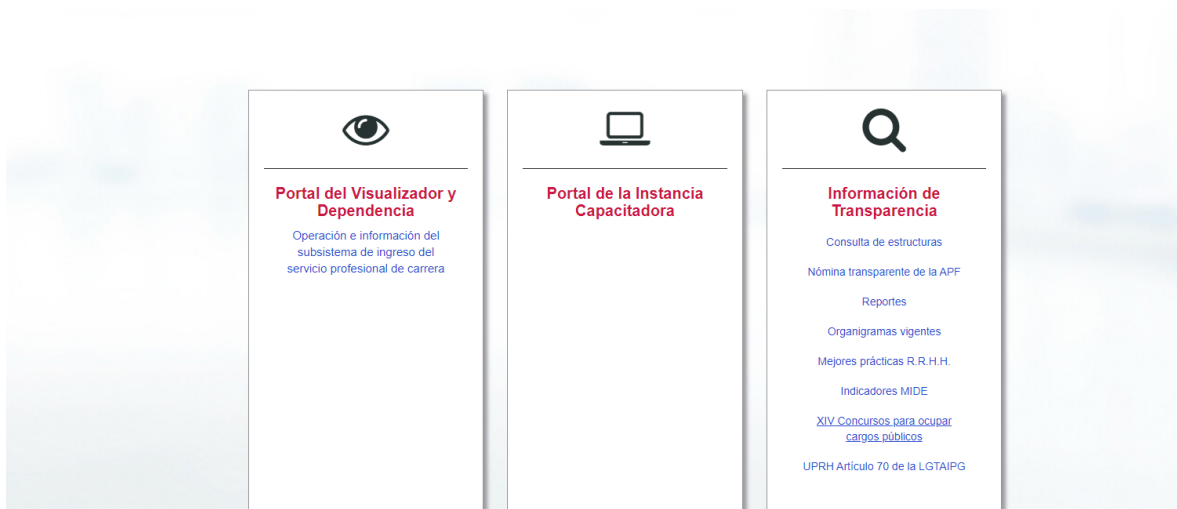 Portal del Visualizador y
Dependencia
Operación e información del
subsistema de ingreso del
servicio profesional de carrera
Portal de la Instancia
Capacitadora
Información de
Transparencia
Consulta de estructuras
Nómina transparente de la APF
Reportes
Organigramas vigentes
Mejores prácticas R.R.H.H.
Indicadores MIDE
XIV Concursos para ocupar
cargos públicos
UPRH Artículo 70 de la LGTAIPG